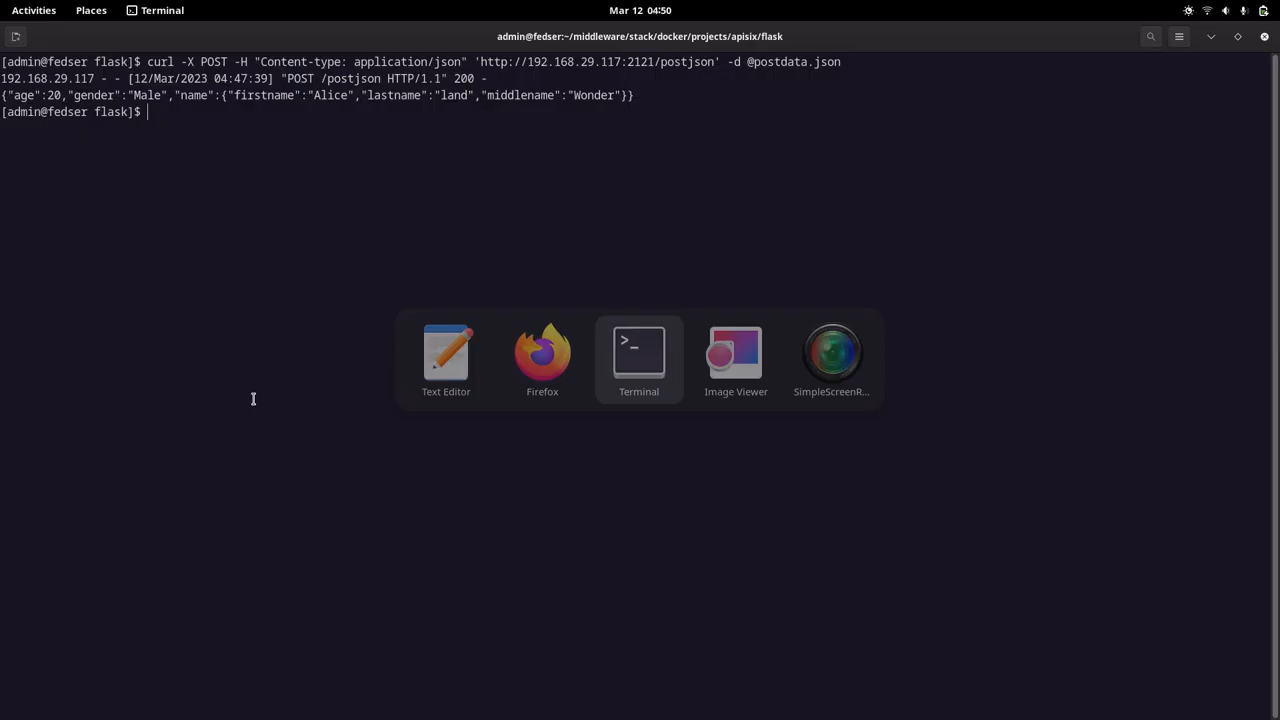 Activities Places Terminal Mar 12 04:50
admin@fedser:~/middleware/stack/docker/projects/apisix/flask
[admin@fedser flask]$ curl -X POST -H "Content-type: application/json" 'http://192.168.29.117:2121/postjson' -d @postdata.json
192.168.29.117 - - [12/Mar/2023 04:47:39] "POST /postjson HTTP/1.1" 200 -
{"age":20,"gender":"Male","name":{"firstname":"Alice","lastname":"land","middlename":"Wonder"}}
[admin@fedser flask]$
>_
Text Editor Firefox Terminal Image Viewer SimpleScreenR...